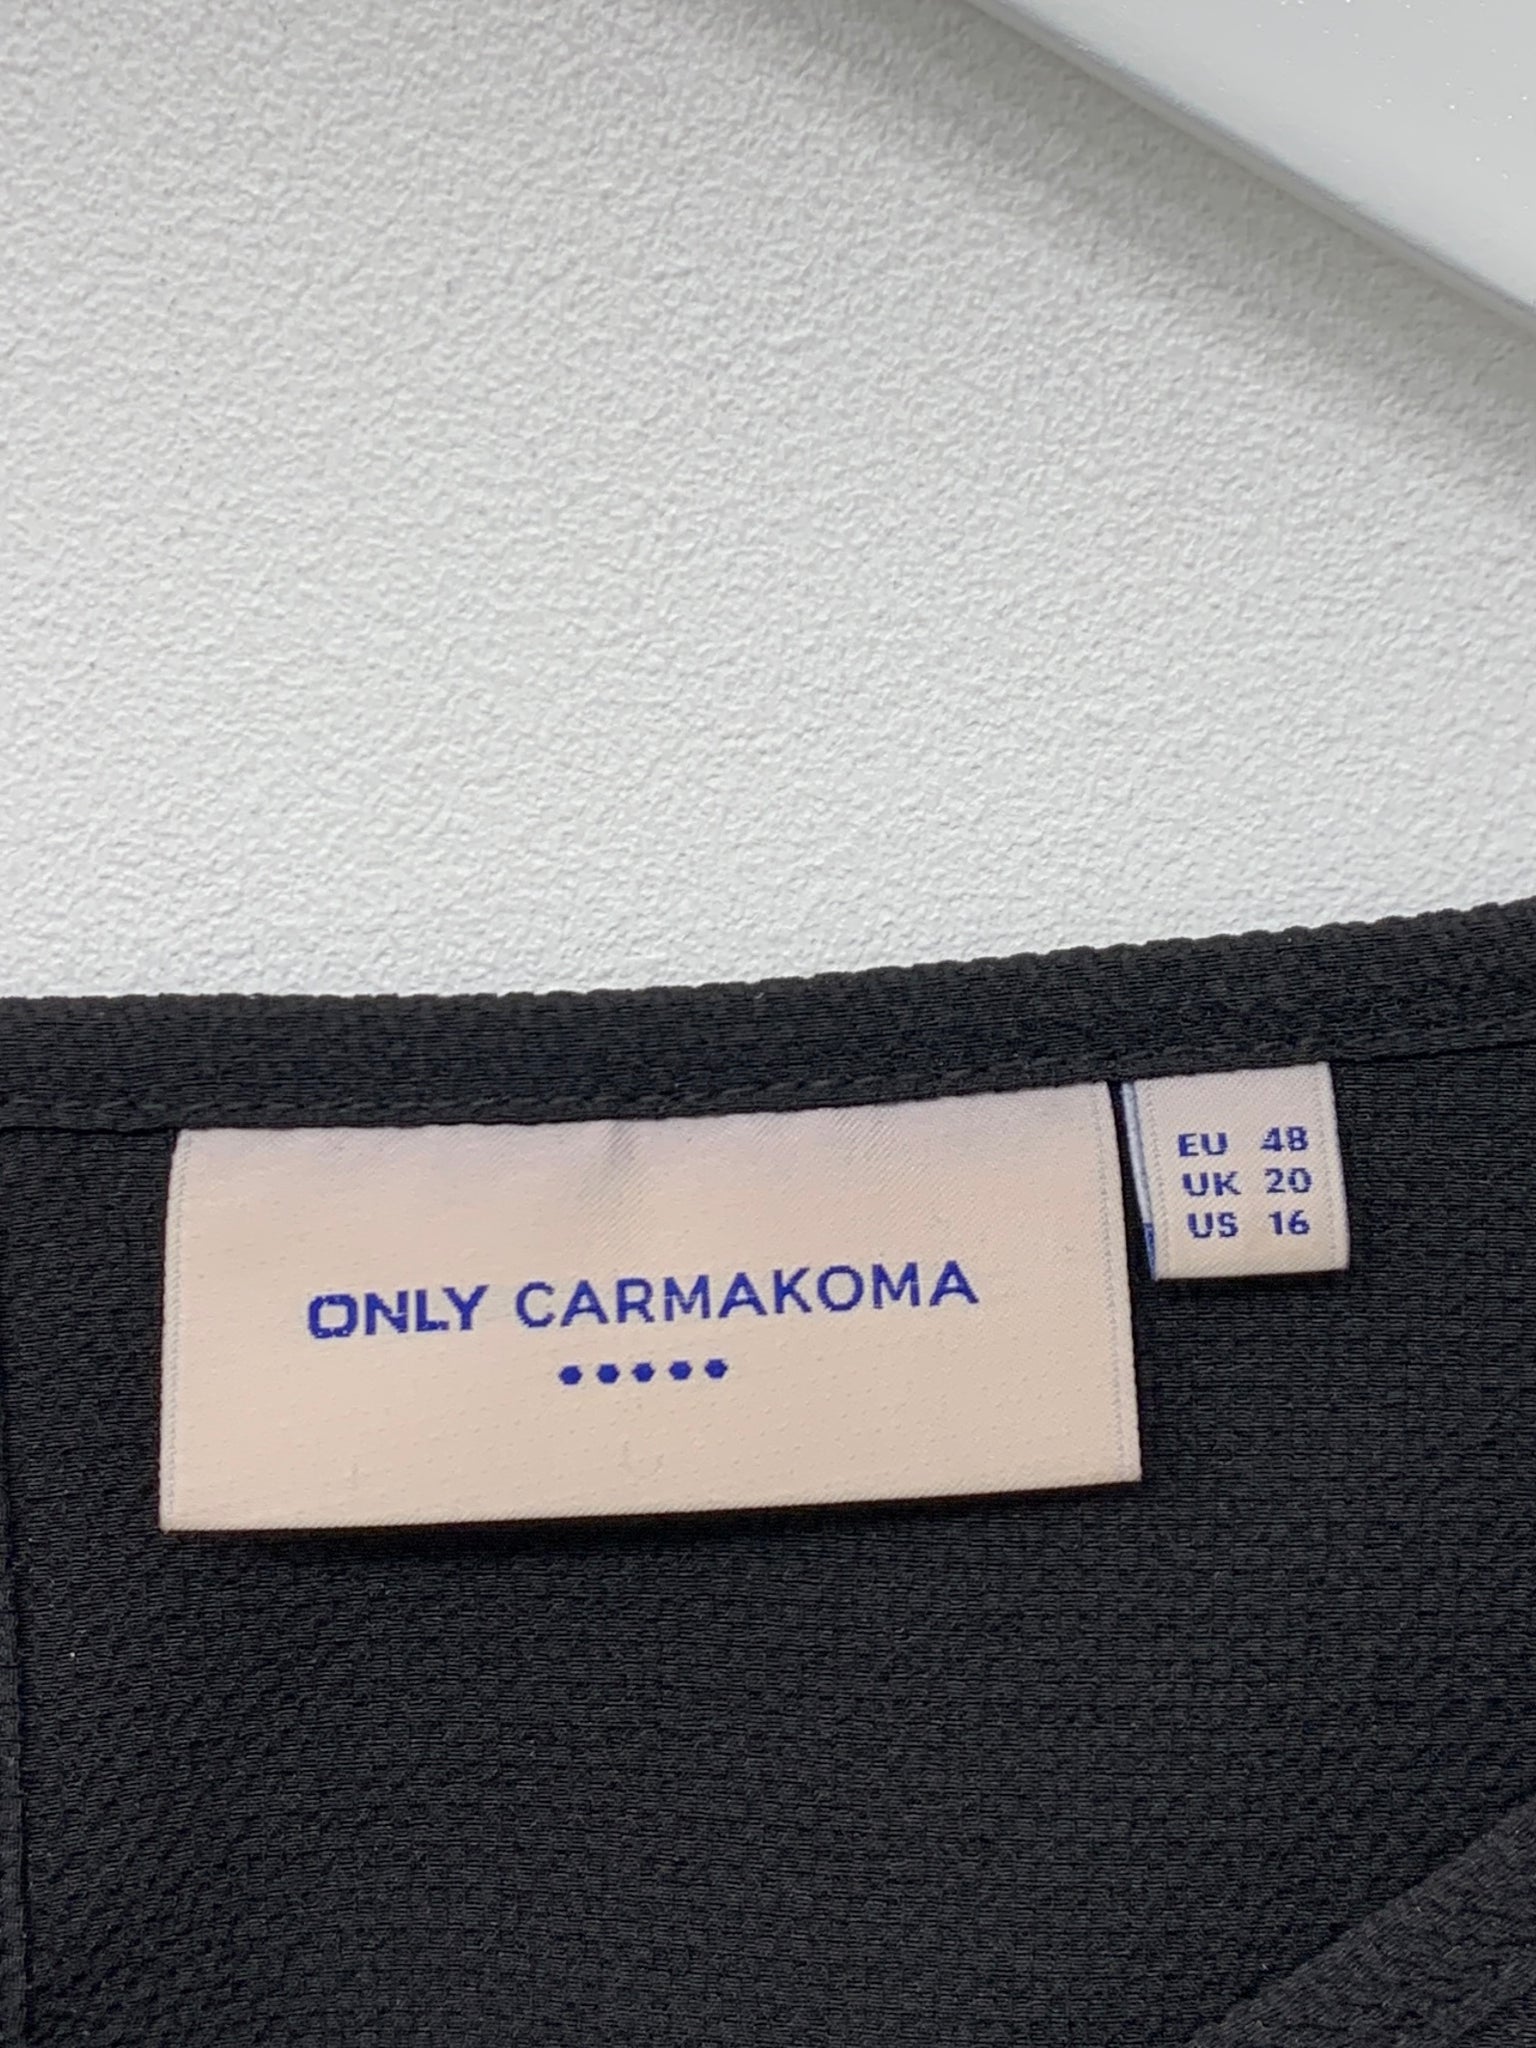 ONLY CARMAKOMA
EU 48
UK 20
US 16